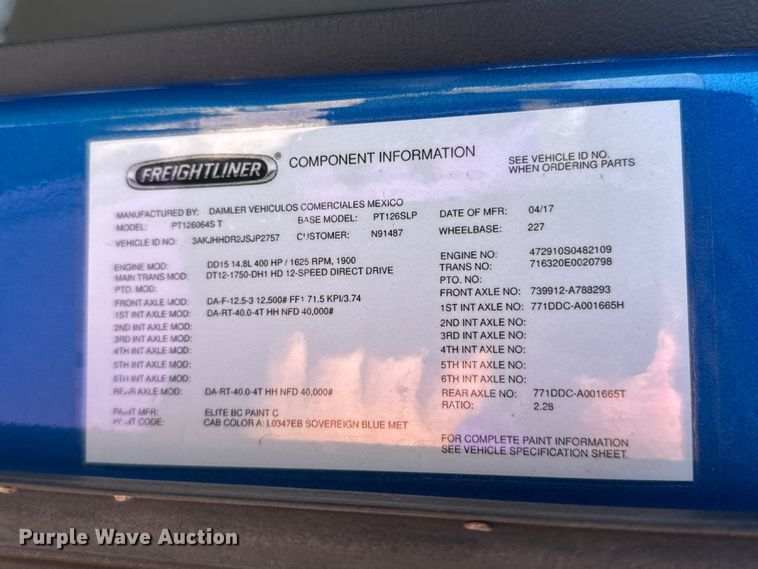 FREIGHTLINER ® COMPONENT INFORMATION SEE VEHICLE ID NO.
WHEN ORDERING PARTS
MANUFACTURED BY: DAIMLER VEHICULOS COMERCIALES MEXICO
MODEL: PT126064S T BASE MODEL: PT126SLP DATE OF MFR: 04/17
VEHICLE ID NO: 3AKJHHDR2JSJP2757 CUSTOMER: N91487 WHEELBASE: 227
ENGINE MOD: DD15 14.8L 400 HP / 1625 RPM, 1900 ENGINE NO: 472910S0482109
MAIN TRANS MOD: DT12-1750-DH1 HD 12-SPEED DIRECT DRIVE TRANS NO: 716320E0020798
PTO. MOD: PTO. NO:
FRONT AXLE MOD: DA-F-12.5-3 12,500# FF1 71.5 KPI/3.74 FRONT AXLE NO: 739912-A788293
1ST INT AXLE MOD: DA-RT-40.0-4T HH NFD 40,000# 1ST INT AXLE NO: 771DDC-A001665H
2ND INT AXLE MOD: 2ND INT AXLE NO:
3RD INT AXLE MOD: 3RD INT AXLE NO:
4TH INT AXLE MOD: 4TH INT AXLE NO:
5TH INT AXLE MOD: 5TH INT AXLE NO:
6TH INT AXLE MOD: 6TH INT AXLE NO:
REAR AXLE MOD: DA-RT-40.0-4T HH NFD 40,000# REAR AXLE NO: 771DDC-A001665T
RATIO: 2.28
PAINT MFR: ELITE BC PAINT C
PAINT CODE: CAB COLOR A: L0347EB SOVEREIGN BLUE MET
FOR COMPLETE PAINT INFORMATION
SEE VEHICLE SPECIFICATION SHEET.
Purple Wave Auction